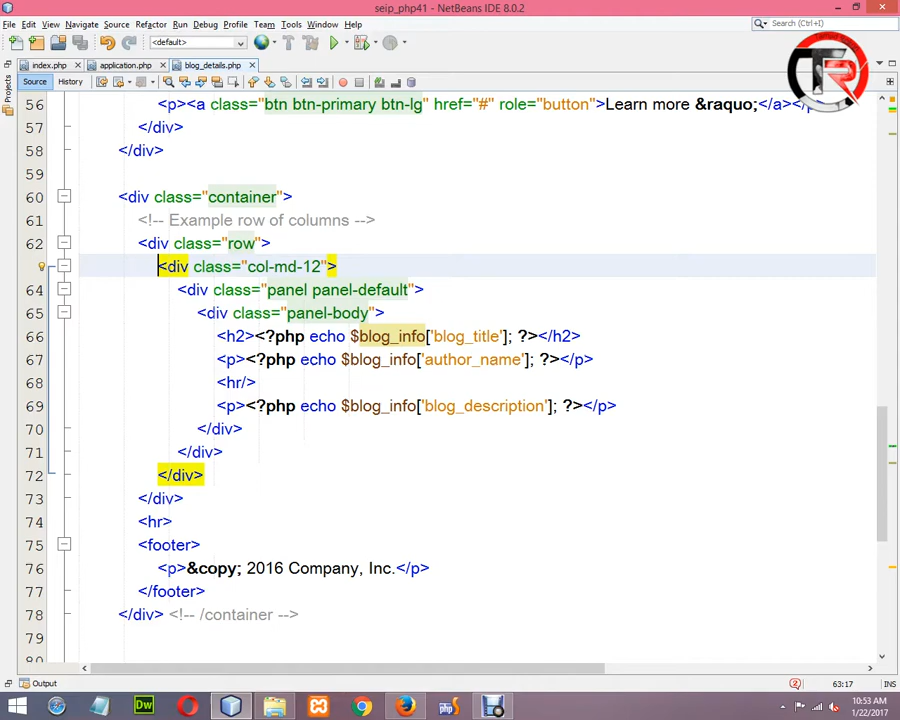 seip_php41 - NetBeans IDE 8.0.2
File Edit View Navigate Source Refactor Run Debug Profile Team Tools Window Help
Search (Ctrl+I)
<default>
index.php application.php blog_details.php
Source History
Projects
56 <p><a class="btn btn-primary btn-lg" href="#" role="button">Learn more &raquo;</a></p>
57 </div>
58 </div>
59
60 <div class="container">
61 <!-- Example row of columns -->
62 <div class="row">
<div class="col-md-12">
64 <div class="panel panel-default">
65 <div class="panel-body">
66 <h2><?php echo $blog_info['blog_title']; ?></h2>
67 <p><?php echo $blog_info['author_name']; ?></p>
68 <hr/>
69 <p><?php echo $blog_info['blog_description']; ?></p>
70 </div>
71 </div>
72 </div>
73 </div>
74 <hr>
75 <footer>
76 <p>&copy; 2016 Company, Inc.</p>
77 </footer>
78 </div> <!-- /container -->
79
80
Output
2
63:17
INS
Dw
php
10:53 AM
1/22/2017